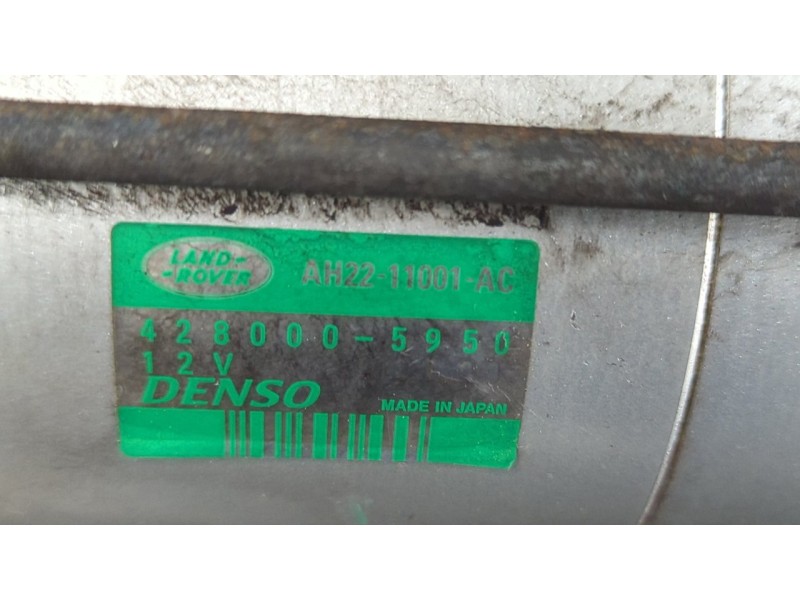 LAND-
-ROVER
AH22-11001-AC
428000-5950
12V
DENSO
MADE IN JAPAN